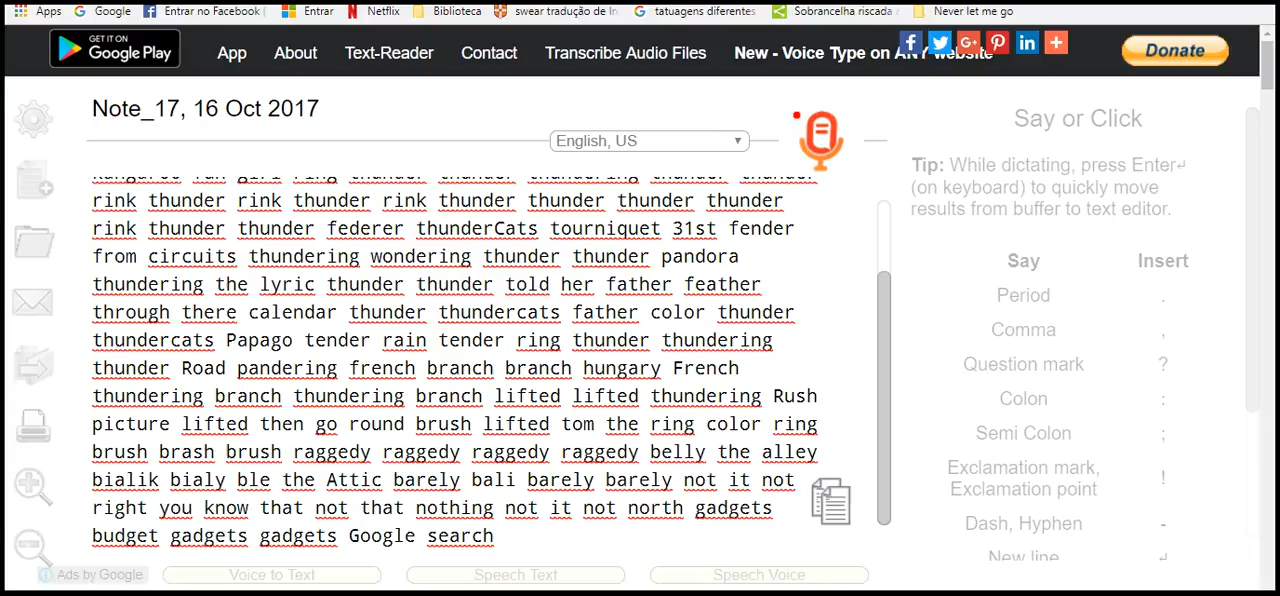 Apps Google Entrar no Facebook Entrar Netflix Biblioteca swear tradução de In tatuagens diferentes Sobrancelha riscada Never let me go
GET IT ON
Google Play App About Text-Reader Contact Transcribe Audio Files New - Voice Type on ANY website Donate
Note_17, 16 Oct 2017
English, US
Say or Click
Tip: While dictating, press Enter↵
(on keyboard) to quickly move
results from buffer to text editor.
Say Insert
Period .
Comma ,
Question mark ?
Colon :
Semi Colon ;
Exclamation mark,
Exclamation point !
Dash, Hyphen -
New line ↵
kangaroo run girl ring thunder thunder thundering thunder thunder
rink thunder rink thunder rink thunder thunder thunder thunder
rink thunder thunder federer thunderCats tourniquet 31st fender
from circuits thundering wondering thunder thunder pandora
thundering the lyric thunder thunder told her father feather
through there calendar thunder thundercats father color thunder
thundercats Papago tender rain tender ring thunder thundering
thunder Road pandering french branch branch hungary French
thundering branch thundering branch lifted lifted thundering Rush
picture lifted then go round brush lifted tom the ring color ring
brush brash brush raggedy raggedy raggedy raggedy belly the alley
bialik bialy ble the Attic barely bali barely barely not it not
right you know that not that nothing not it not north gadgets
budget gadgets gadgets Google search
Ads by Google Voice to Text Speech Text Speech Voice